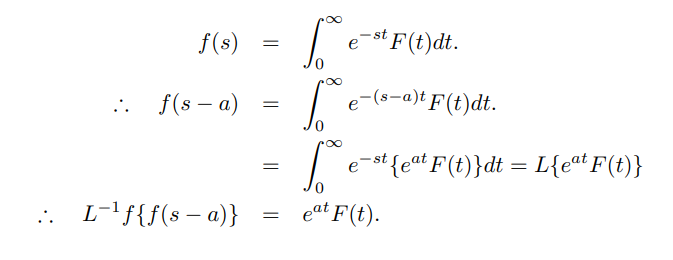 f(s) = ∫₀^∞ e^{−st} F(t)dt.
∴ f(s − a) = ∫₀^∞ e^{−(s−a)t} F(t)dt.
= ∫₀^∞ e^{−st}{e^{at} F(t)}dt = L{e^{at} F(t)}
∴ L^{−1} f{f(s − a)} = e^{at} F(t).